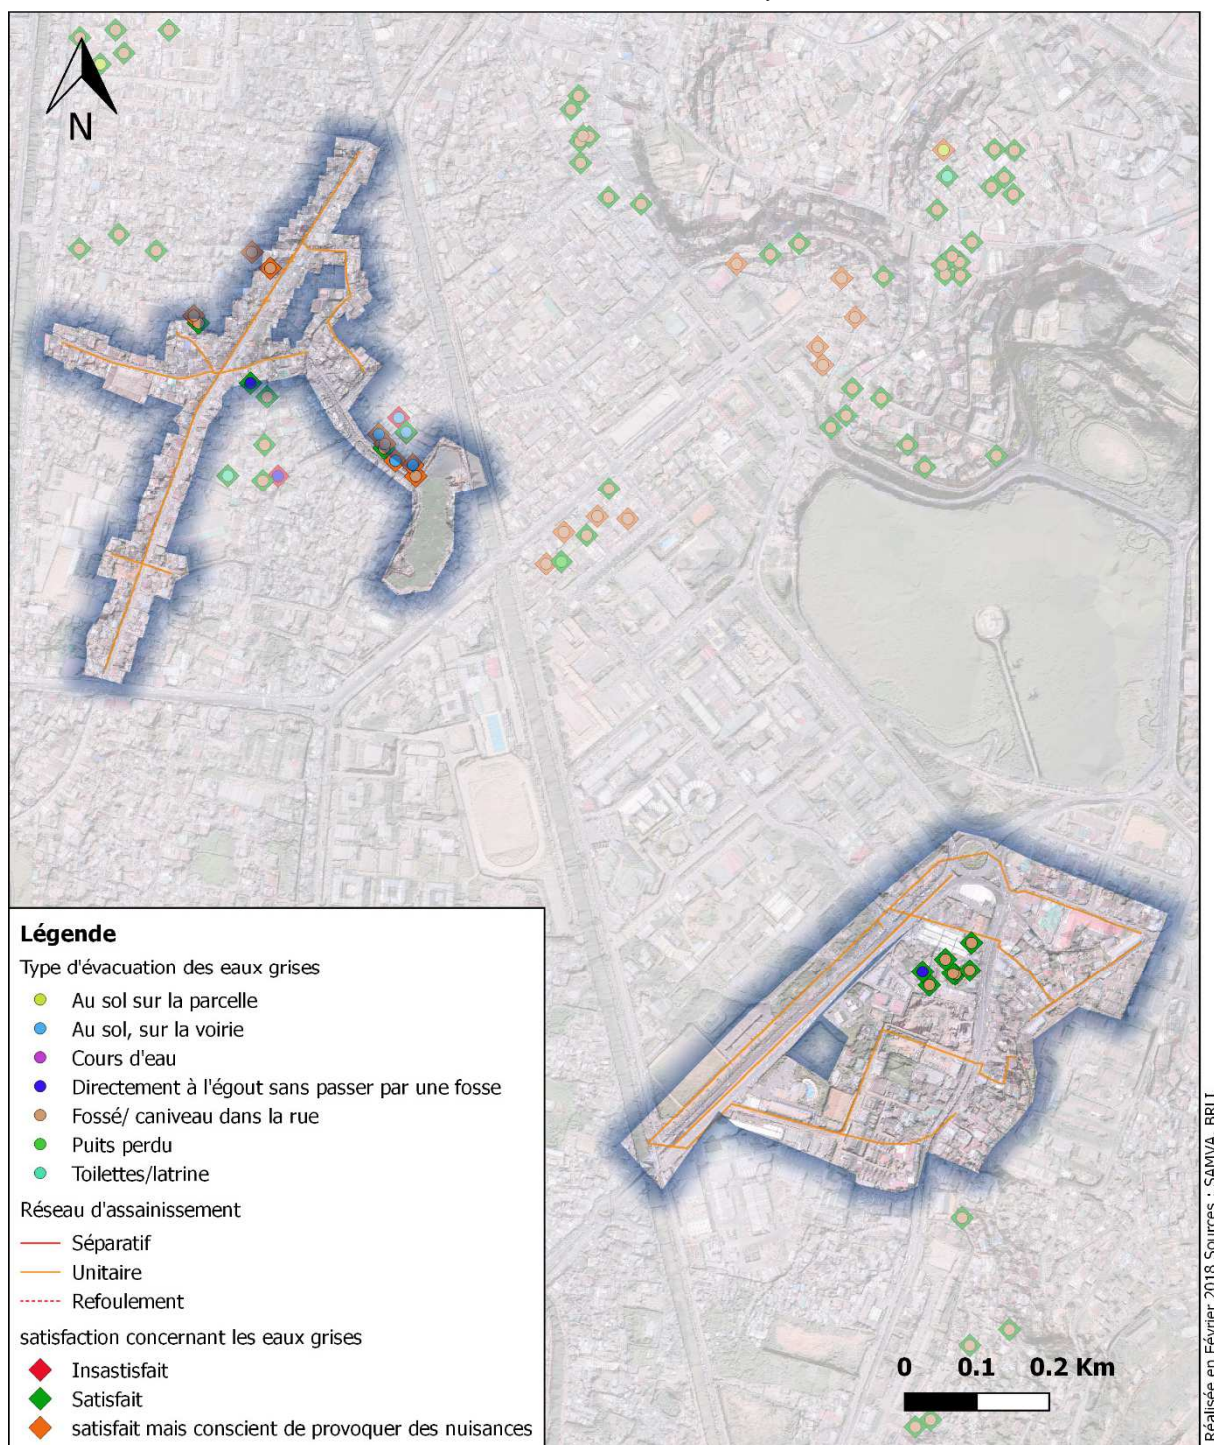 N
Légende
Type d'évacuation des eaux grises
Au sol sur la parcelle
Au sol, sur la voirie
Cours d'eau
Directement à l'égout sans passer par une fosse
Fossé/ caniveau dans la rue
Puits perdu
Toilettes/latrine
Réseau d'assainissement
Séparatif
Unitaire
Refoulement
satisfaction concernant les eaux grises
Insastisfait
Satisfait
satisfait mais conscient de provoquer des nuisances
0 0.1 0.2 Km
Réalisée en Février 2018 Sources : SAMVA, BRLI